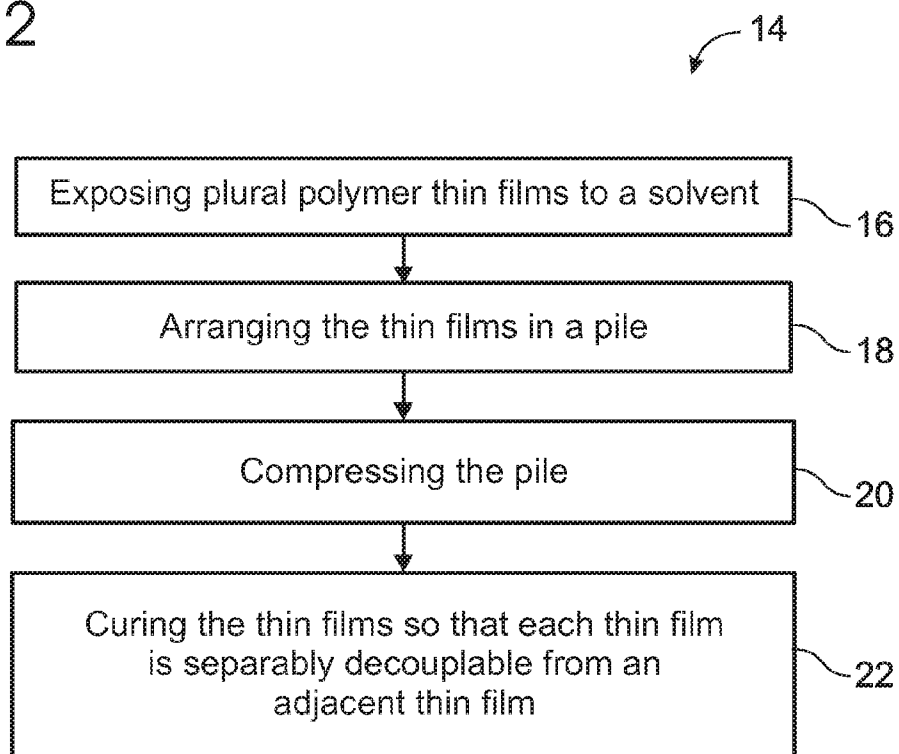 2
14
Exposing plural polymer thin films to a solvent
16
Arranging the thin films in a pile
18
Compressing the pile
20
Curing the thin films so that each thin film
is separably decouplable from an
adjacent thin film
22